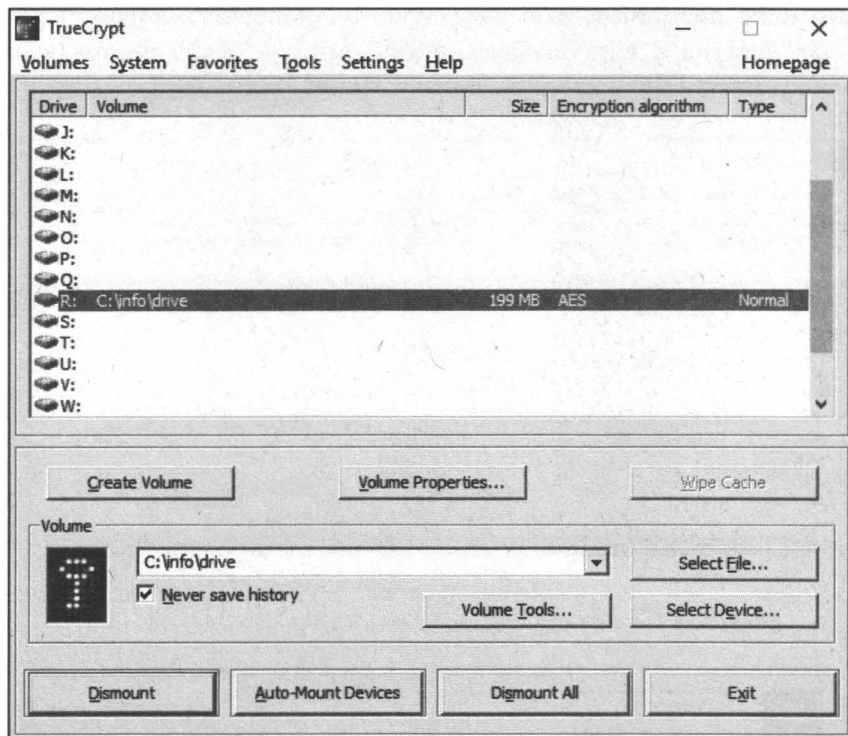 TrueCrypt
Volumes System Favorites Tools Settings Help Homepage
Drive Volume Size Encryption algorithm Type
J:
K:
L:
M:
N:
O:
P:
Q:
R: C:\info\drive 199 MB AES Normal
S:
T:
U:
V:
W:
Create Volume Volume Properties... Wipe Cache
Volume
C:\info\drive Select File...
Never save history
Volume Tools... Select Device...
Dismount Auto-Mount Devices Dismount All Exit